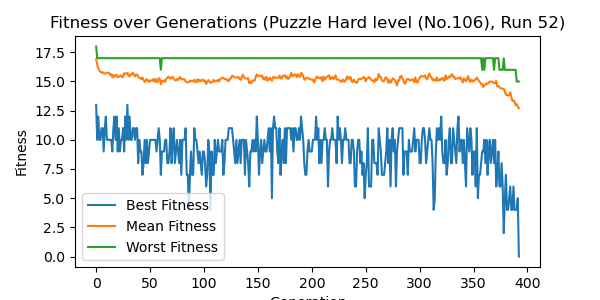 Fitness over Generations (Puzzle Hard level (No.106), Run 52)
Fitness
17.5
15.0
12.5
10.0
7.5
5.0
2.5
0.0
Best Fitness
Mean Fitness
Worst Fitness
0 50 100 150 200 250 300 350 400
Generation